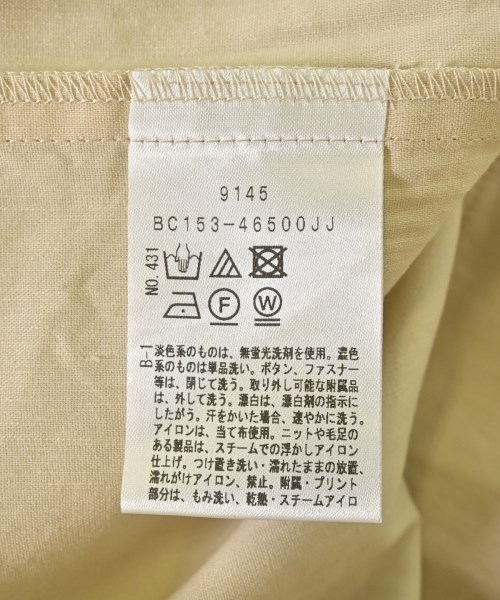 9145
BC153-46500JJ
NO.431
F
W
B-1
淡色系のものは、無蛍光洗剤を使用。濃色
系のものは単品洗い。ボタン、ファスナー
等は、閉じて洗う。取り外し可能な附属品
は、外して洗う。漂白は、漂白剤の指示に
したがう。汗をかいた場合、速やかに洗う。
アイロンは、当て布使用。ニットや毛足の
ある製品は、スチームでの浮かしアイロン
仕上げ。つけ置き洗い・濡れたままの放置、
濡れがけアイロン、禁止。附属・プリント
部分は、もみ洗い、乾熱・スチームアイロ